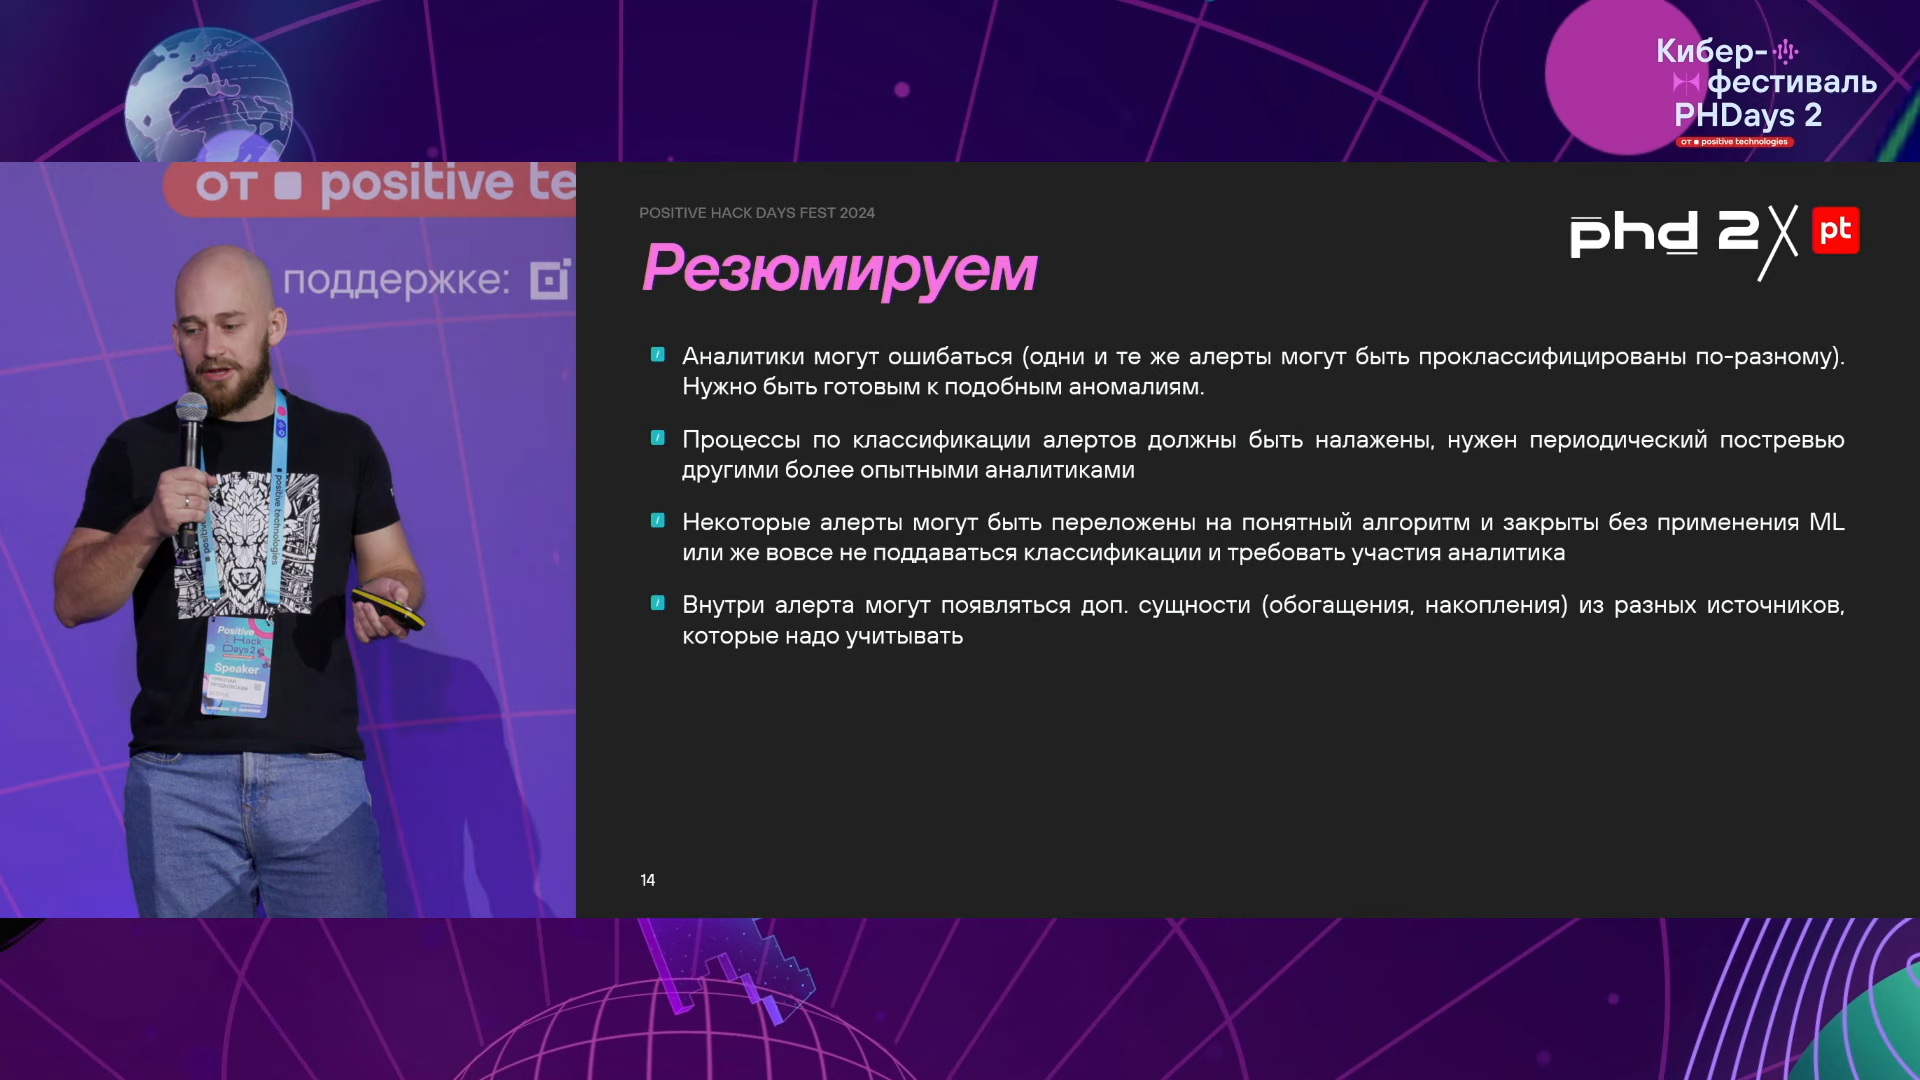 Кибер-
фестиваль
PHDays 2
от positive technologies
от positive te
поддержке:
positive technologies
Positive
Hack
Days 2
Speaker
POSITIVE HACK DAYS FEST 2024
phd 2 pt
Резюмируем
Аналитики могут ошибаться (одни и те же алерты могут быть проклассифицированы по-разному).
Нужно быть готовым к подобным аномалиям.
Процессы по классификации алертов должны быть налажены, нужен периодический постревью
другими более опытными аналитиками
Некоторые алерты могут быть переложены на понятный алгоритм и закрыты без применения ML
или же вовсе не поддаваться классификации и требовать участия аналитика
Внутри алерта могут появляться доп. сущности (обогащения, накопления) из разных источников,
которые надо учитывать
14